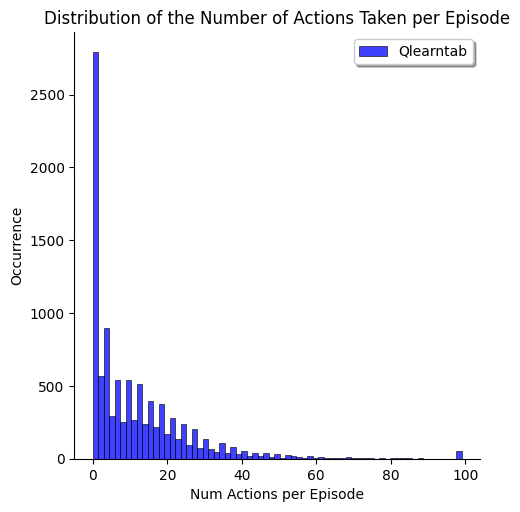 Distribution of the Number of Actions Taken per Episode
Qlearntab
Occurrence
2500
2000
1500
1000
500
0
0 20 40 60 80 100
Num Actions per Episode